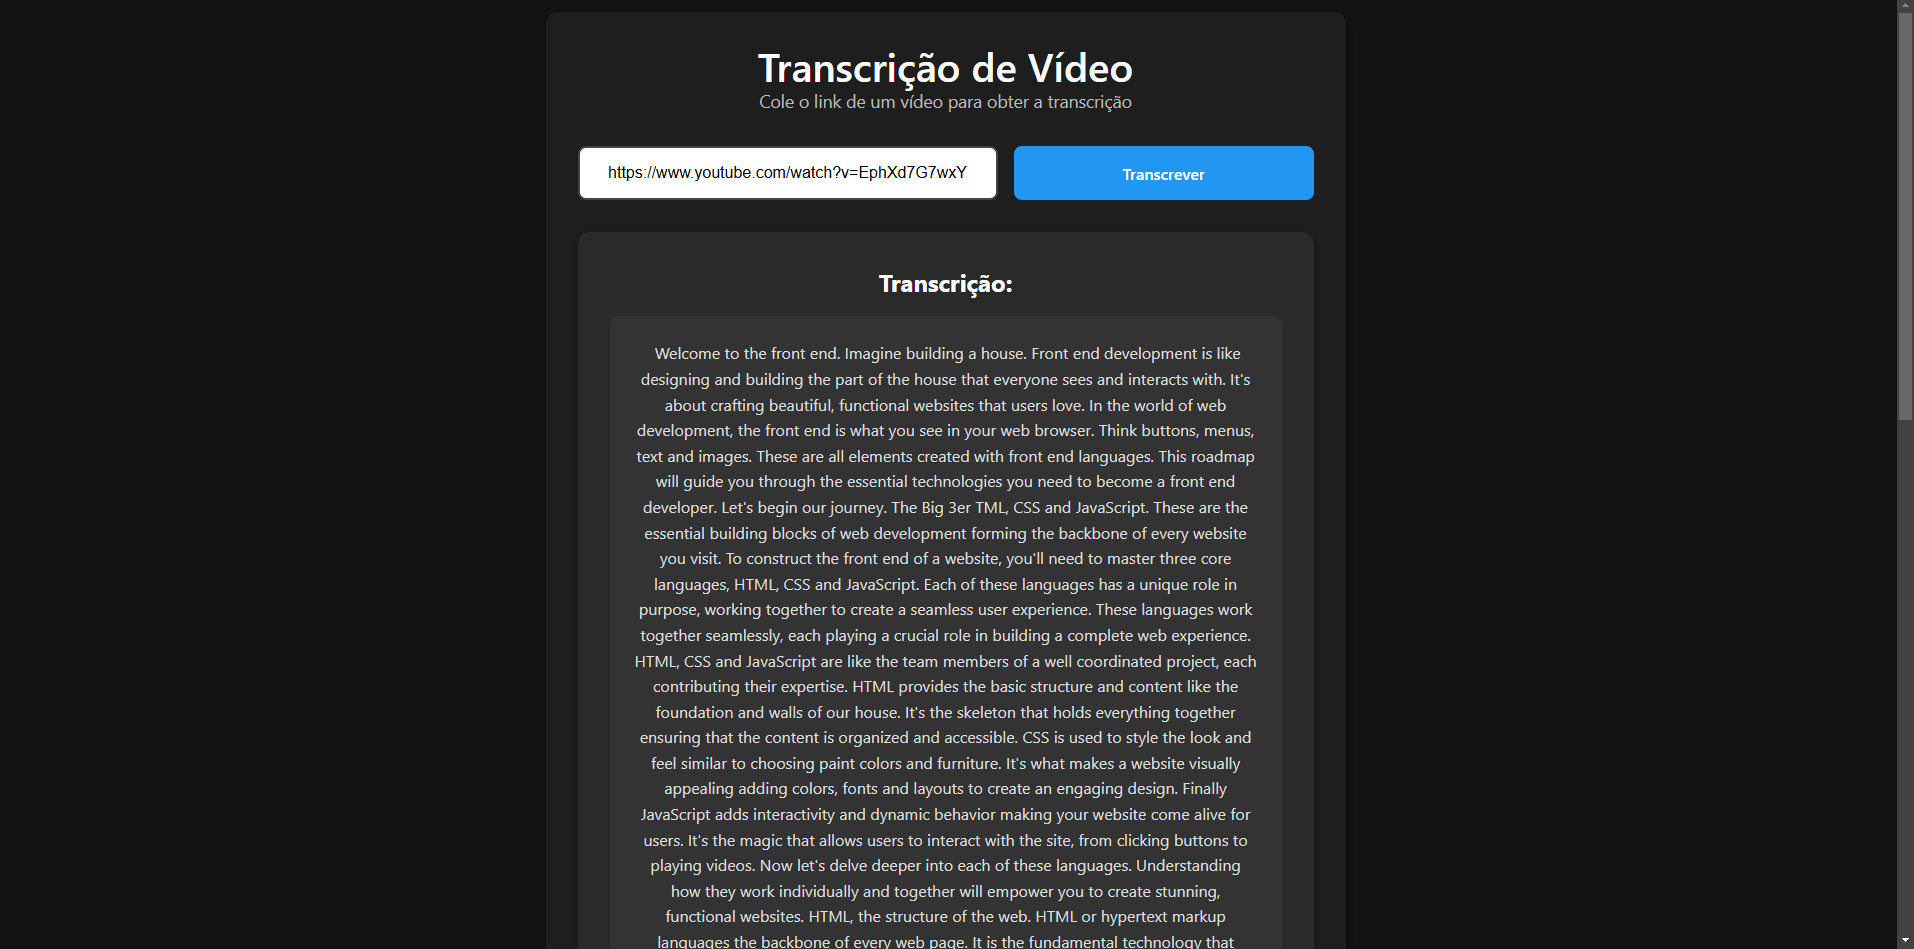 Transcrição de Vídeo
Cole o link de um vídeo para obter a transcrição
https://www.youtube.com/watch?v=EphXd7G7wxY
Transcrever
Transcrição:
Welcome to the front end. Imagine building a house. Front end development is like
designing and building the part of the house that everyone sees and interacts with. It's
about crafting beautiful, functional websites that users love. In the world of web
development, the front end is what you see in your web browser. Think buttons, menus,
text and images. These are all elements created with front end languages. This roadmap
will guide you through the essential technologies you need to become a front end
developer. Let's begin our journey. The Big 3er TML, CSS and JavaScript. These are the
essential building blocks of web development forming the backbone of every website
you visit. To construct the front end of a website, you'll need to master three core
languages, HTML, CSS and JavaScript. Each of these languages has a unique role in
purpose, working together to create a seamless user experience. These languages work
together seamlessly, each playing a crucial role in building a complete web experience.
HTML, CSS and JavaScript are like the team members of a well coordinated project, each
contributing their expertise. HTML provides the basic structure and content like the
foundation and walls of our house. It's the skeleton that holds everything together
ensuring that the content is organized and accessible. CSS is used to style the look and
feel similar to choosing paint colors and furniture. It's what makes a website visually
appealing adding colors, fonts and layouts to create an engaging design. Finally
JavaScript adds interactivity and dynamic behavior making your website come alive for
users. It's the magic that allows users to interact with the site, from clicking buttons to
playing videos. Now let's delve deeper into each of these languages. Understanding
how they work individually and together will empower you to create stunning,
functional websites. HTML, the structure of the web. HTML or hypertext markup
languages the backbone of every web page. It is the fundamental technology that